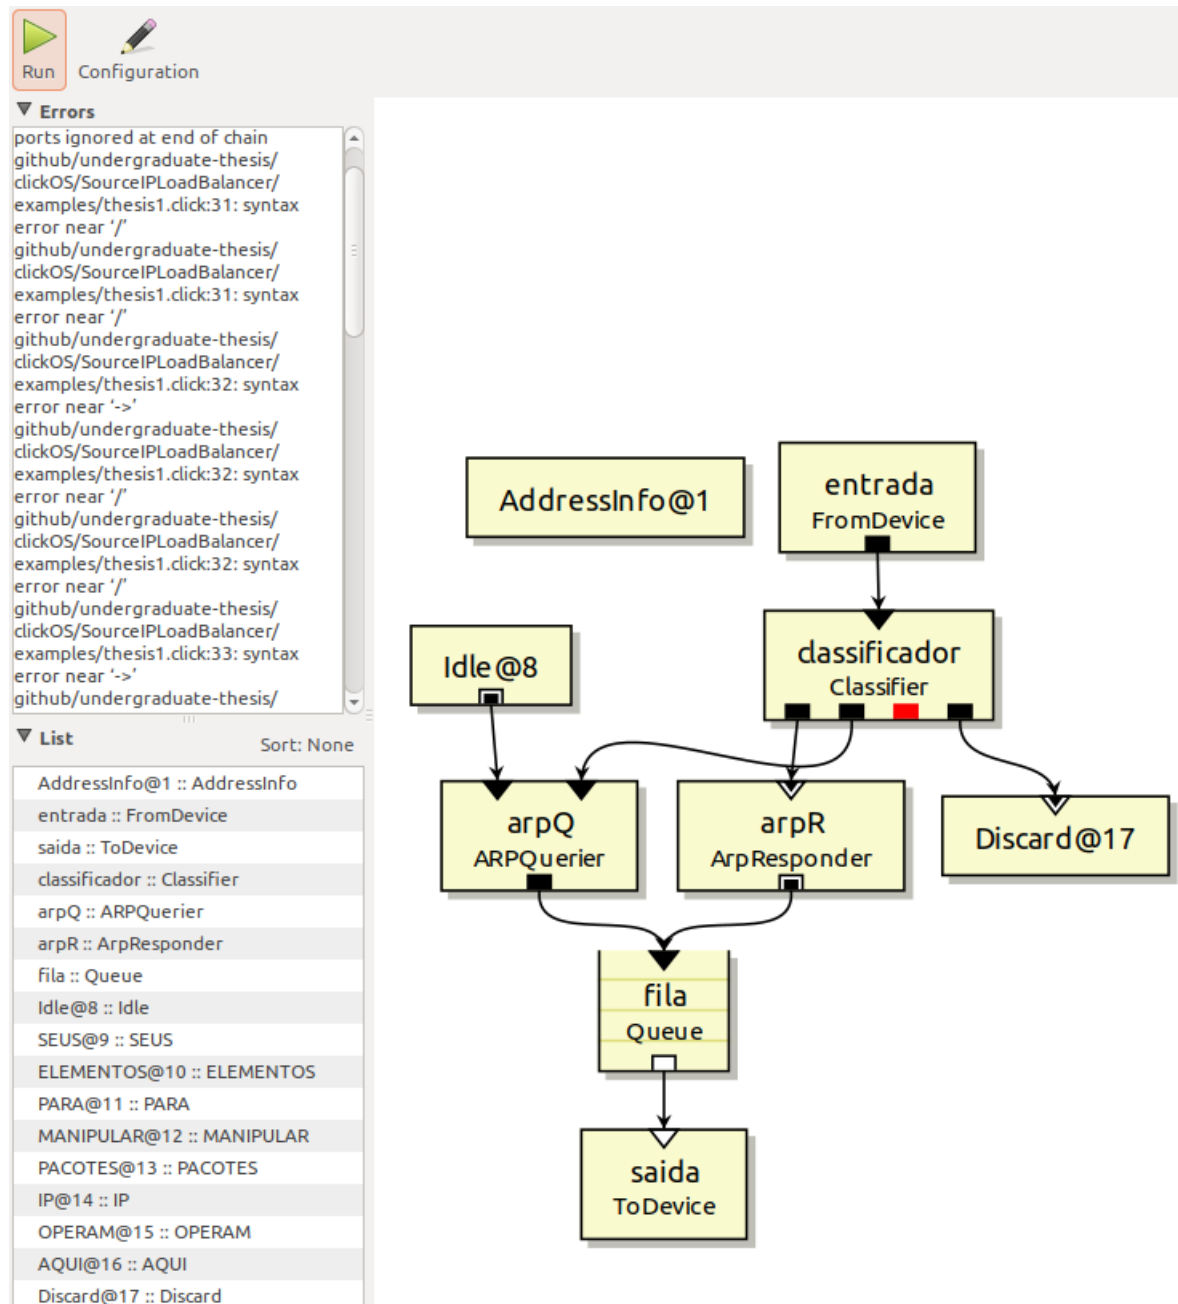 Run
Configuration
Errors
ports ignored at end of chain
github/undergraduate-thesis/
clickOS/SourceIPLoadBalancer/
examples/thesis1.click:31: syntax
error near ‘/’
github/undergraduate-thesis/
clickOS/SourceIPLoadBalancer/
examples/thesis1.click:31: syntax
error near ‘/’
github/undergraduate-thesis/
clickOS/SourceIPLoadBalancer/
examples/thesis1.click:32: syntax
error near ‘->’
github/undergraduate-thesis/
clickOS/SourceIPLoadBalancer/
examples/thesis1.click:32: syntax
error near ‘/’
github/undergraduate-thesis/
clickOS/SourceIPLoadBalancer/
examples/thesis1.click:32: syntax
error near ‘/’
github/undergraduate-thesis/
clickOS/SourceIPLoadBalancer/
examples/thesis1.click:33: syntax
error near ‘->’
github/undergraduate-thesis/
List
Sort: None
AddressInfo@1 :: AddressInfo
entrada :: FromDevice
saida :: ToDevice
classificador :: Classifier
arpQ :: ARPQuerier
arpR :: ArpResponder
fila :: Queue
Idle@8 :: Idle
SEUS@9 :: SEUS
ELEMENTOS@10 :: ELEMENTOS
PARA@11 :: PARA
MANIPULAR@12 :: MANIPULAR
PACOTES@13 :: PACOTES
IP@14 :: IP
OPERAM@15 :: OPERAM
AQUI@16 :: AQUI
Discard@17 :: Discard
AddressInfo@1
entrada
FromDevice
Idle@8
classificador
Classifier
arpQ
ARPQuerier
arpR
ArpResponder
Discard@17
fila
Queue
saida
ToDevice